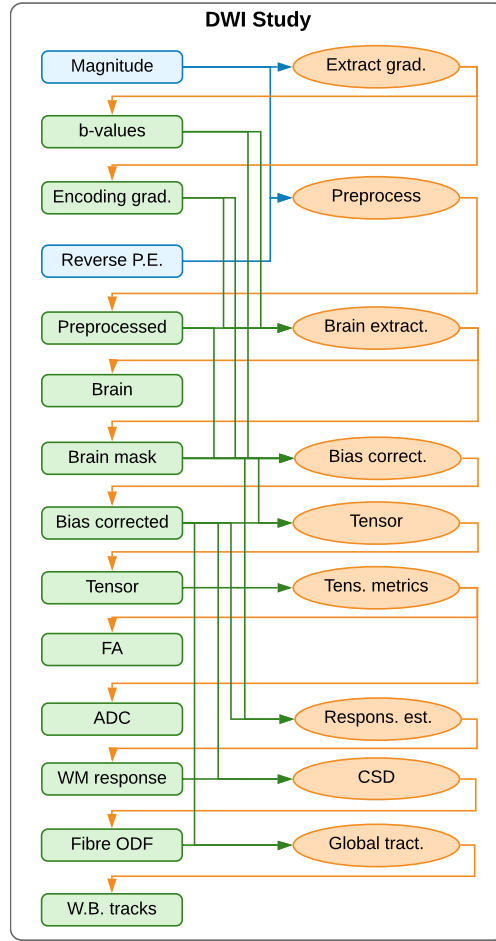 DWI Study
Magnitude
Extract grad.
b-values
Encoding grad.
Preprocess
Reverse P.E.
Preprocessed
Brain extract.
Brain
Brain mask
Bias correct.
Bias corrected
Tensor
Tensor
Tens. metrics
FA
ADC
Respons. est.
WM response
CSD
Fibre ODF
Global tract.
W.B. tracks